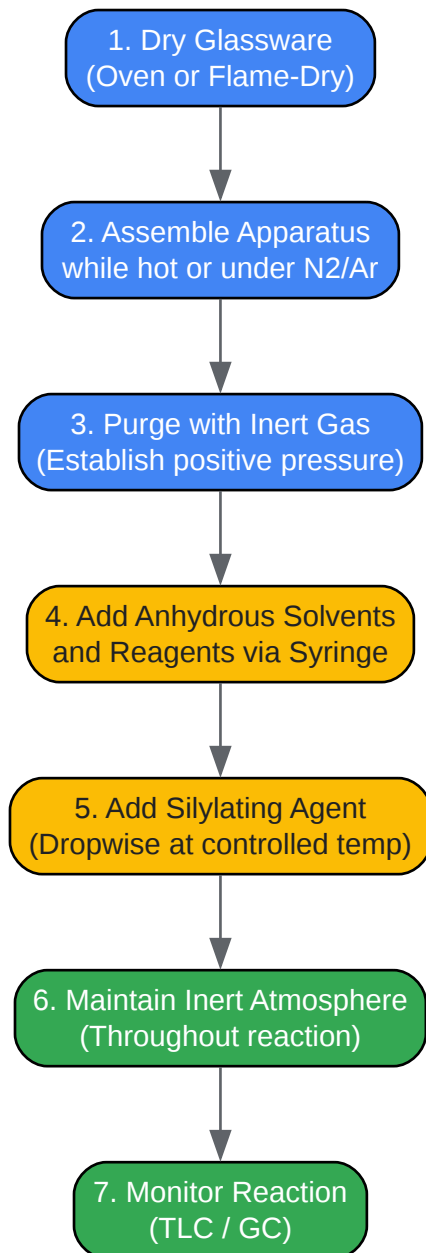 1. Dry Glassware
(Oven or Flame-Dry)
2. Assemble Apparatus
while hot or under N2/Ar
3. Purge with Inert Gas
(Establish positive pressure)
4. Add Anhydrous Solvents
and Reagents via Syringe
5. Add Silylating Agent
(Dropwise at controlled temp)
6. Maintain Inert Atmosphere
(Throughout reaction)
7. Monitor Reaction
(TLC / GC)